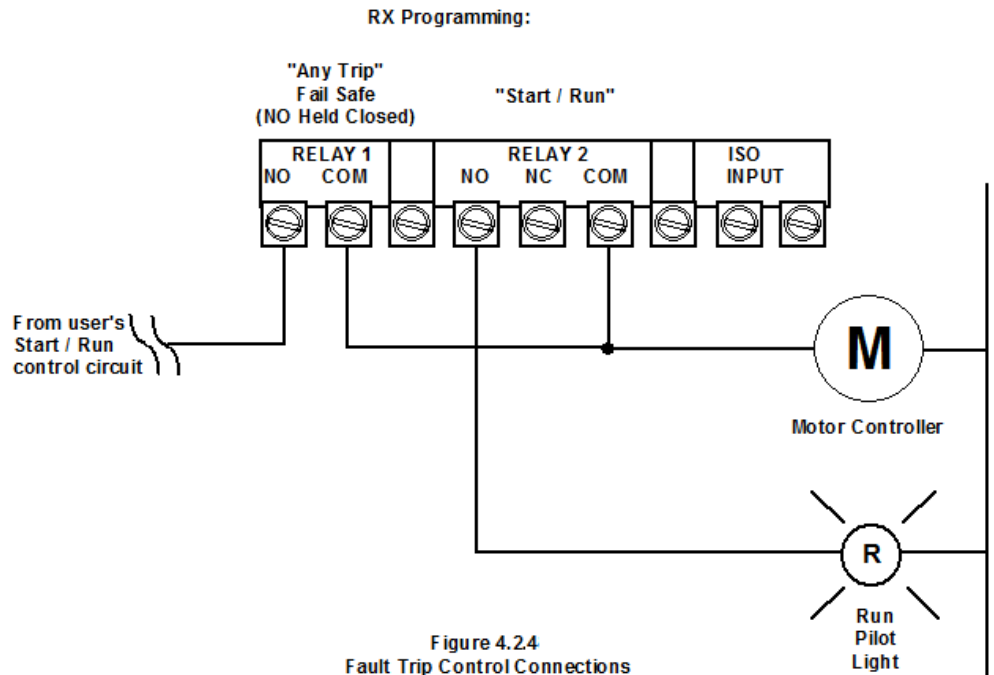 RX Programming:
"Any Trip"
Fail Safe
(NO Held Closed)
"Start / Run"
RELAY 1
NO COM
RELAY 2
NO NC COM
ISO
INPUT
From user's
Start / Run
control circuit
M
Motor Controller
R
Run
Pilot
Light
Figure 4.2.4
Fault Trip Control Connections